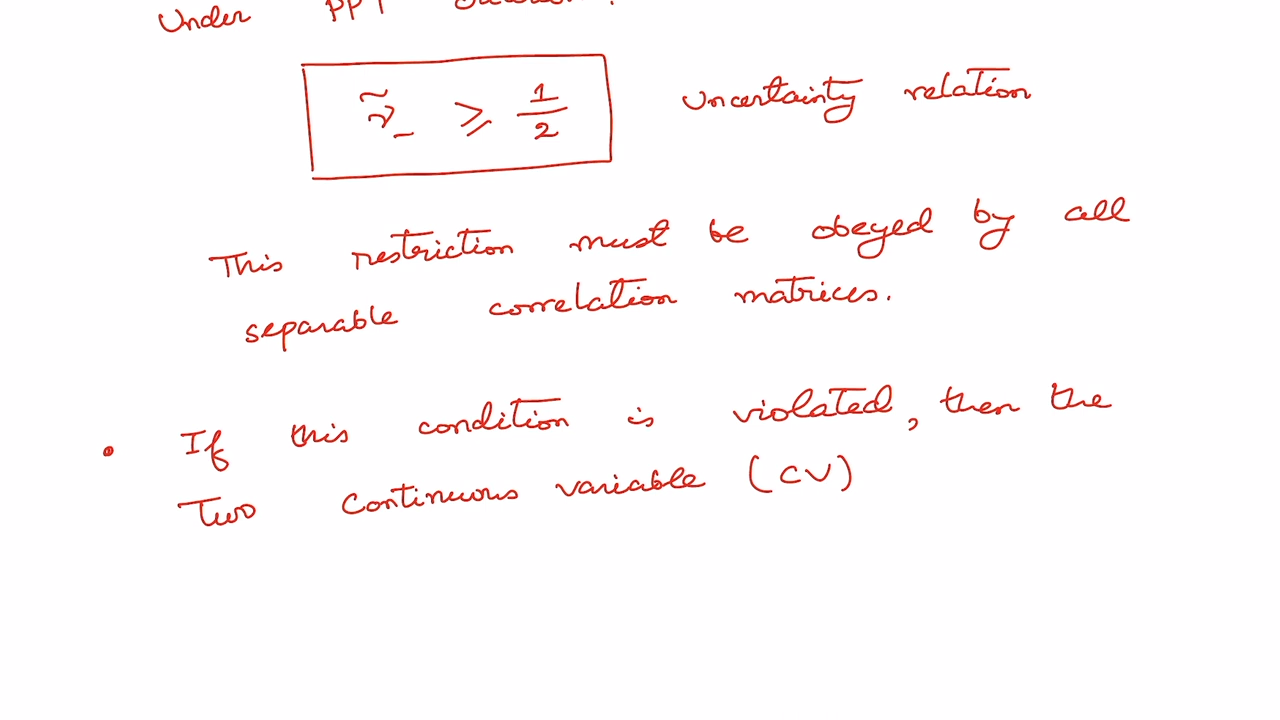 Under PPT
ν̃₋ ≥ 1/2 uncertainty relation
This restriction must be obeyed by all
separable correlation matrices.
• If this condition is violated, then the
Two continuous variable (CV)